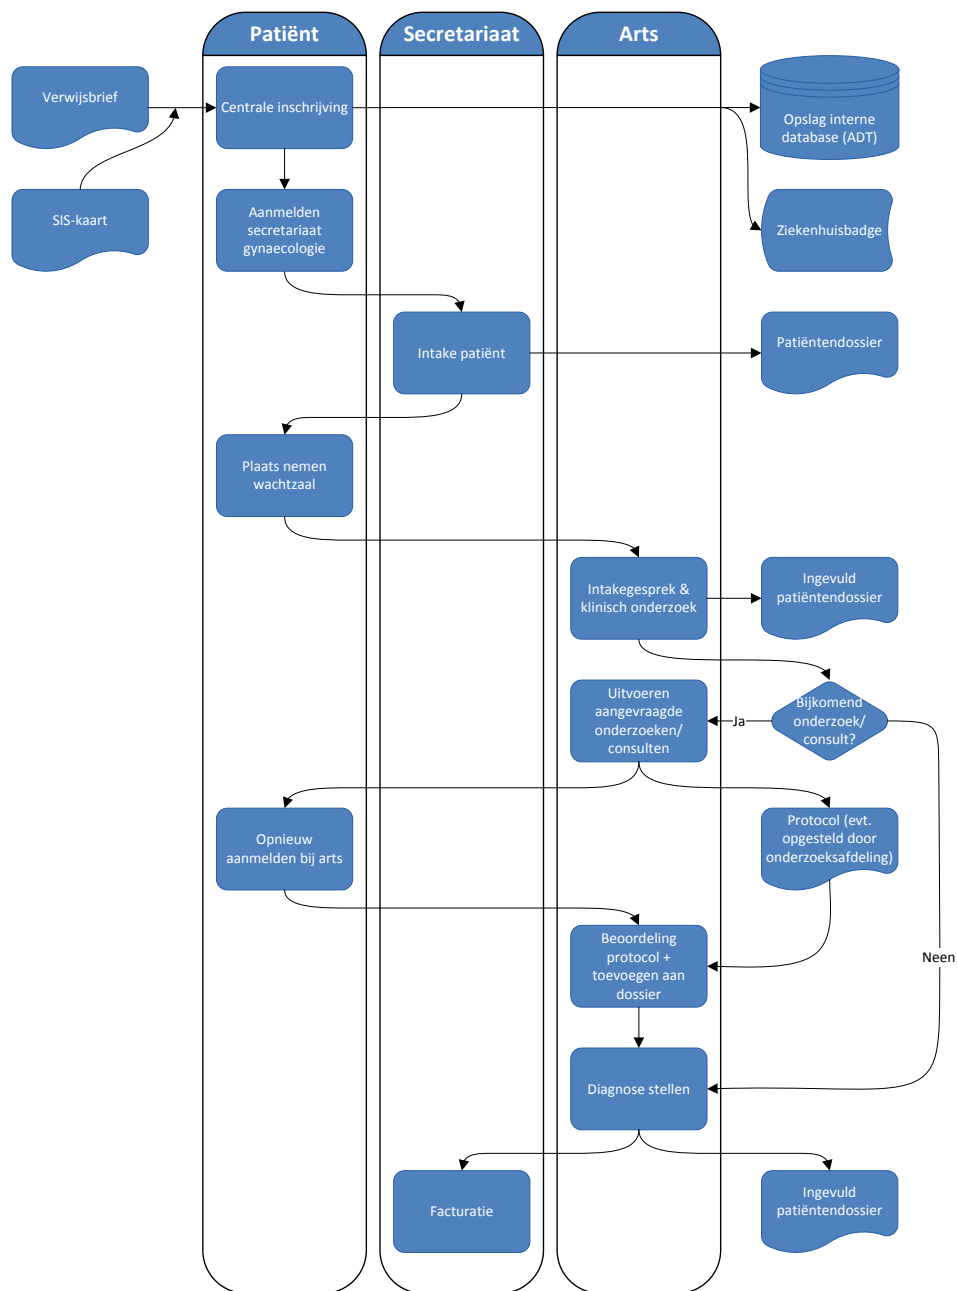 Patiënt
Secretariaat
Arts
Verwijsbrief
Centrale inschrijving
Opslag interne
database (ADT)
SIS-kaart
Aanmelden
secretariaat
gynaecologie
Ziekenhuisbadge
Intake patiënt
Patiëntendossier
Plaats nemen
wachtzaal
Intakegesprek &
klinisch onderzoek
Ingevuld
patiëntendossier
Uitvoeren
aangevraagde
onderzoeken/
consulten
Ja
Bijkomend
onderzoek/
consult?
Opnieuw
aanmelden bij arts
Protocol (evt.
opgesteld door
onderzoeksafdeling)
Beoordeling
protocol +
toevoegen aan
dossier
Neen
Diagnose stellen
Facturatie
Ingevuld
patiëntendossier